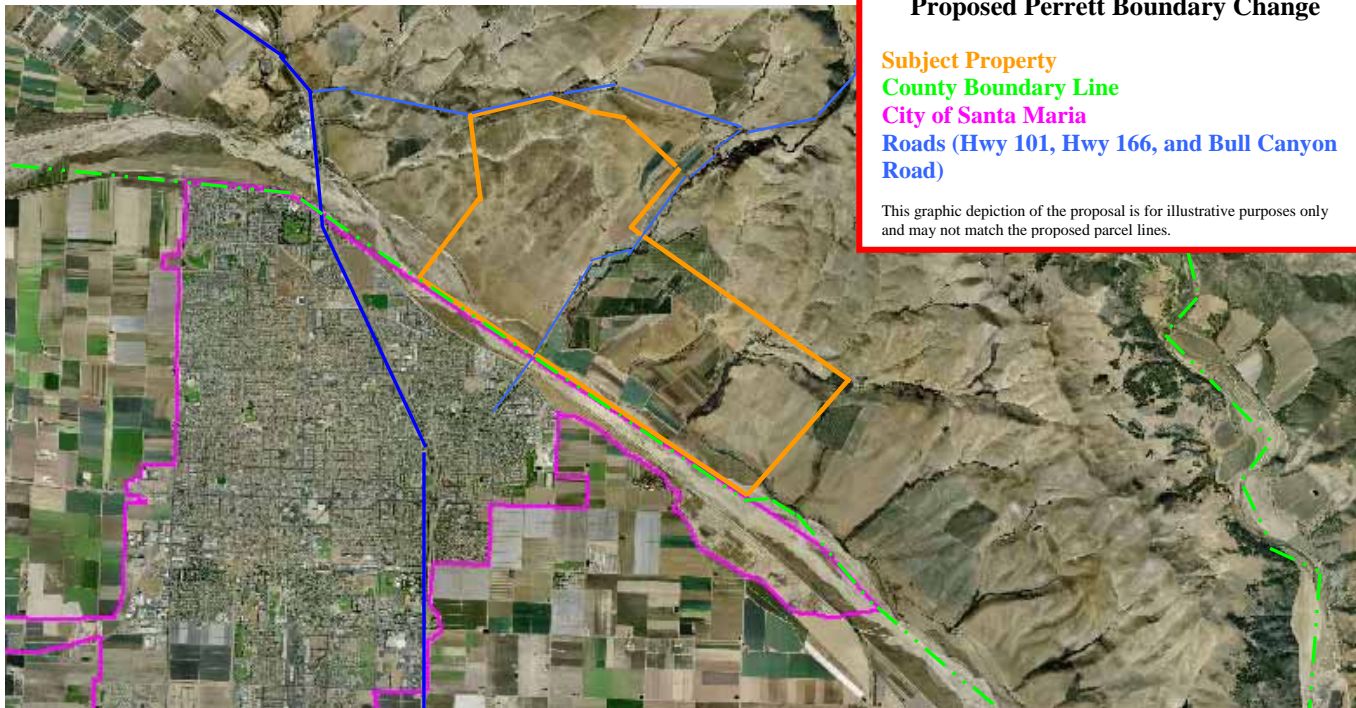 Proposed Perrett Boundary Change
Subject Property
County Boundary Line
City of Santa Maria
Roads (Hwy 101, Hwy 166, and Bull Canyon
Road)
This graphic depiction of the proposal is for illustrative purposes only
and may not match the proposed parcel lines.